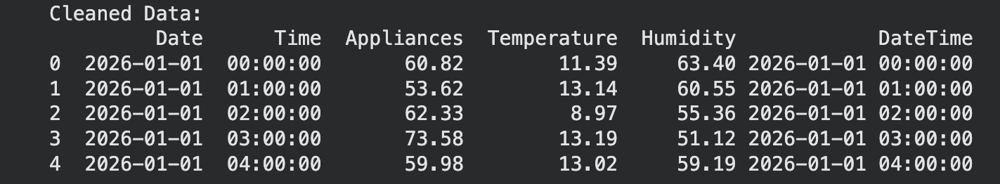 Cleaned Data:
Date Time Appliances Temperature Humidity DateTime
0 2026-01-01 00:00:00 60.82 11.39 63.40 2026-01-01 00:00:00
1 2026-01-01 01:00:00 53.62 13.14 60.55 2026-01-01 01:00:00
2 2026-01-01 02:00:00 62.33 8.97 55.36 2026-01-01 02:00:00
3 2026-01-01 03:00:00 73.58 13.19 51.12 2026-01-01 03:00:00
4 2026-01-01 04:00:00 59.98 13.02 59.19 2026-01-01 04:00:00